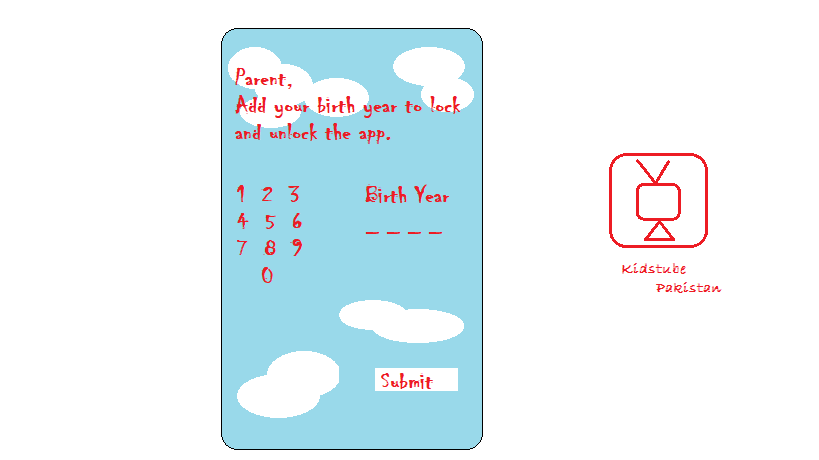 Parent,
Add your birth year to lock
and unlock the app.
1 2 3
4 5 6
7 8 9
0
Birth Year
_ _ _ _
Submit
Kidstube
Pakistan